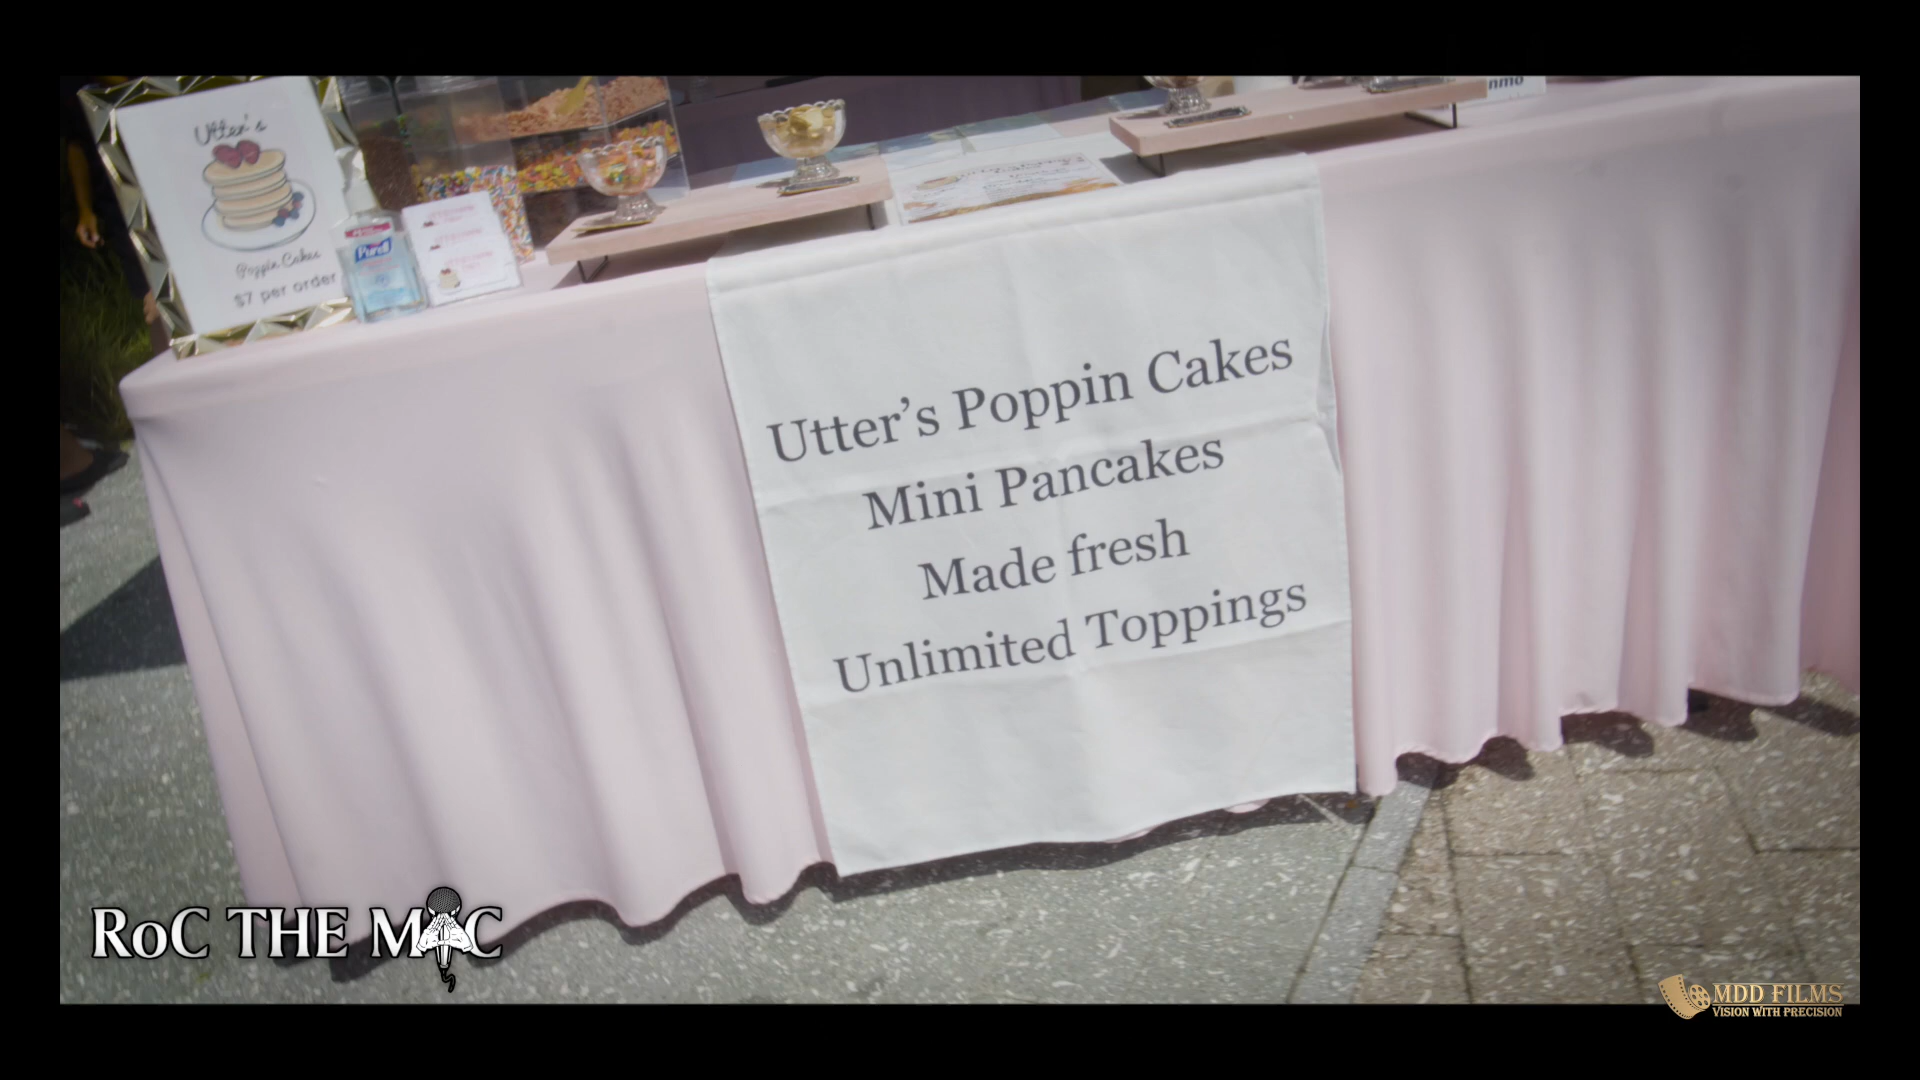 Utter's
Poppin Cakes
$7 per order
Purell
nmo
Utter's Poppin Cakes
Mini Pancakes
Made fresh
Unlimited Toppings
RoC THE MIC
MDD FILMS
VISION WITH PRECISION